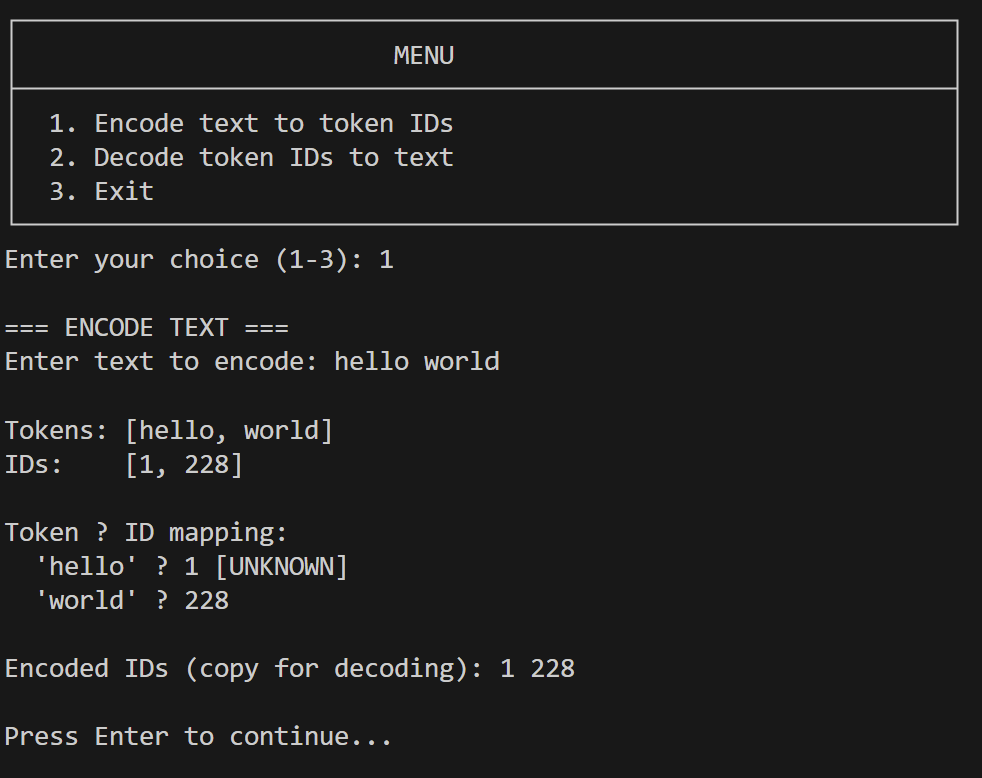 MENU
1. Encode text to token IDs
2. Decode token IDs to text
3. Exit
Enter your choice (1-3): 1
=== ENCODE TEXT ===
Enter text to encode: hello world
Tokens: [hello, world]
IDs:    [1, 228]
Token ? ID mapping:
  'hello' ? 1 [UNKNOWN]
  'world' ? 228
Encoded IDs (copy for decoding): 1 228
Press Enter to continue...